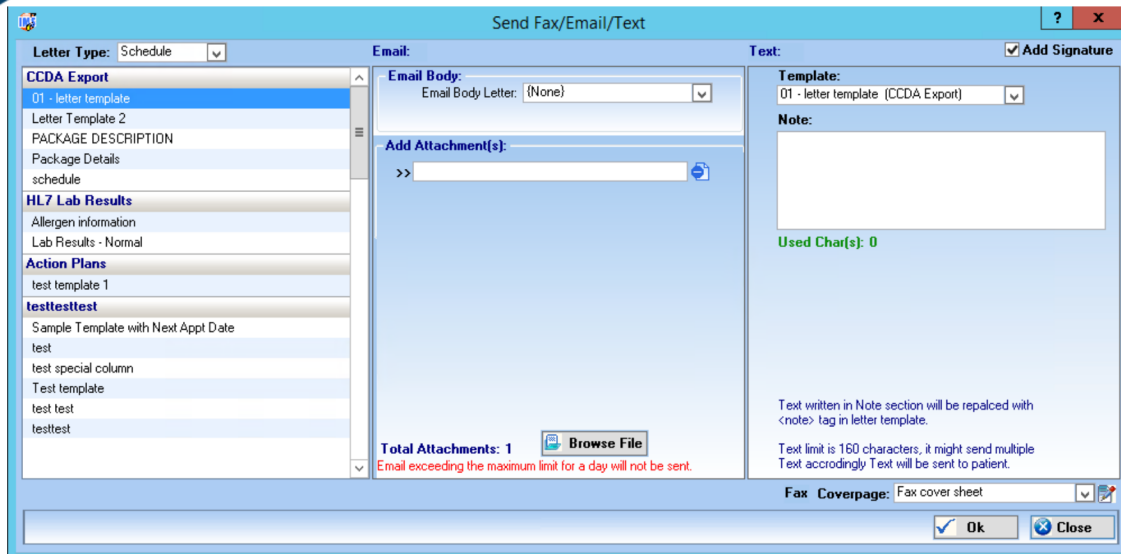 IMS
Send Fax/Email/Text
? x
Letter Type: Schedule
Email:
Text:
Add Signature
CCDA Export
01 - letter template
Letter Template 2
PACKAGE DESCRIPTION
Package Details
schedule
HL7 Lab Results
Allergen information
Lab Results - Normal
Action Plans
test template 1
testtesttest
Sample Template with Next Appt Date
test
test special column
Test template
test test
testtest
Email Body:
Email Body Letter: {None}
Add Attachment(s):
>>
Total Attachments: 1
Browse File
Email exceeding the maximum limit for a day will not be sent.
Template:
01 - letter template (CCDA Export)
Note:
Used Char(s): 0
Text written in Note section will be repalced with
<note> tag in letter template.
Text limit is 160 characters, it might send multiple
Text accrodingly Text will be sent to patient.
Fax Coverpage: Fax cover sheet
Ok
Close